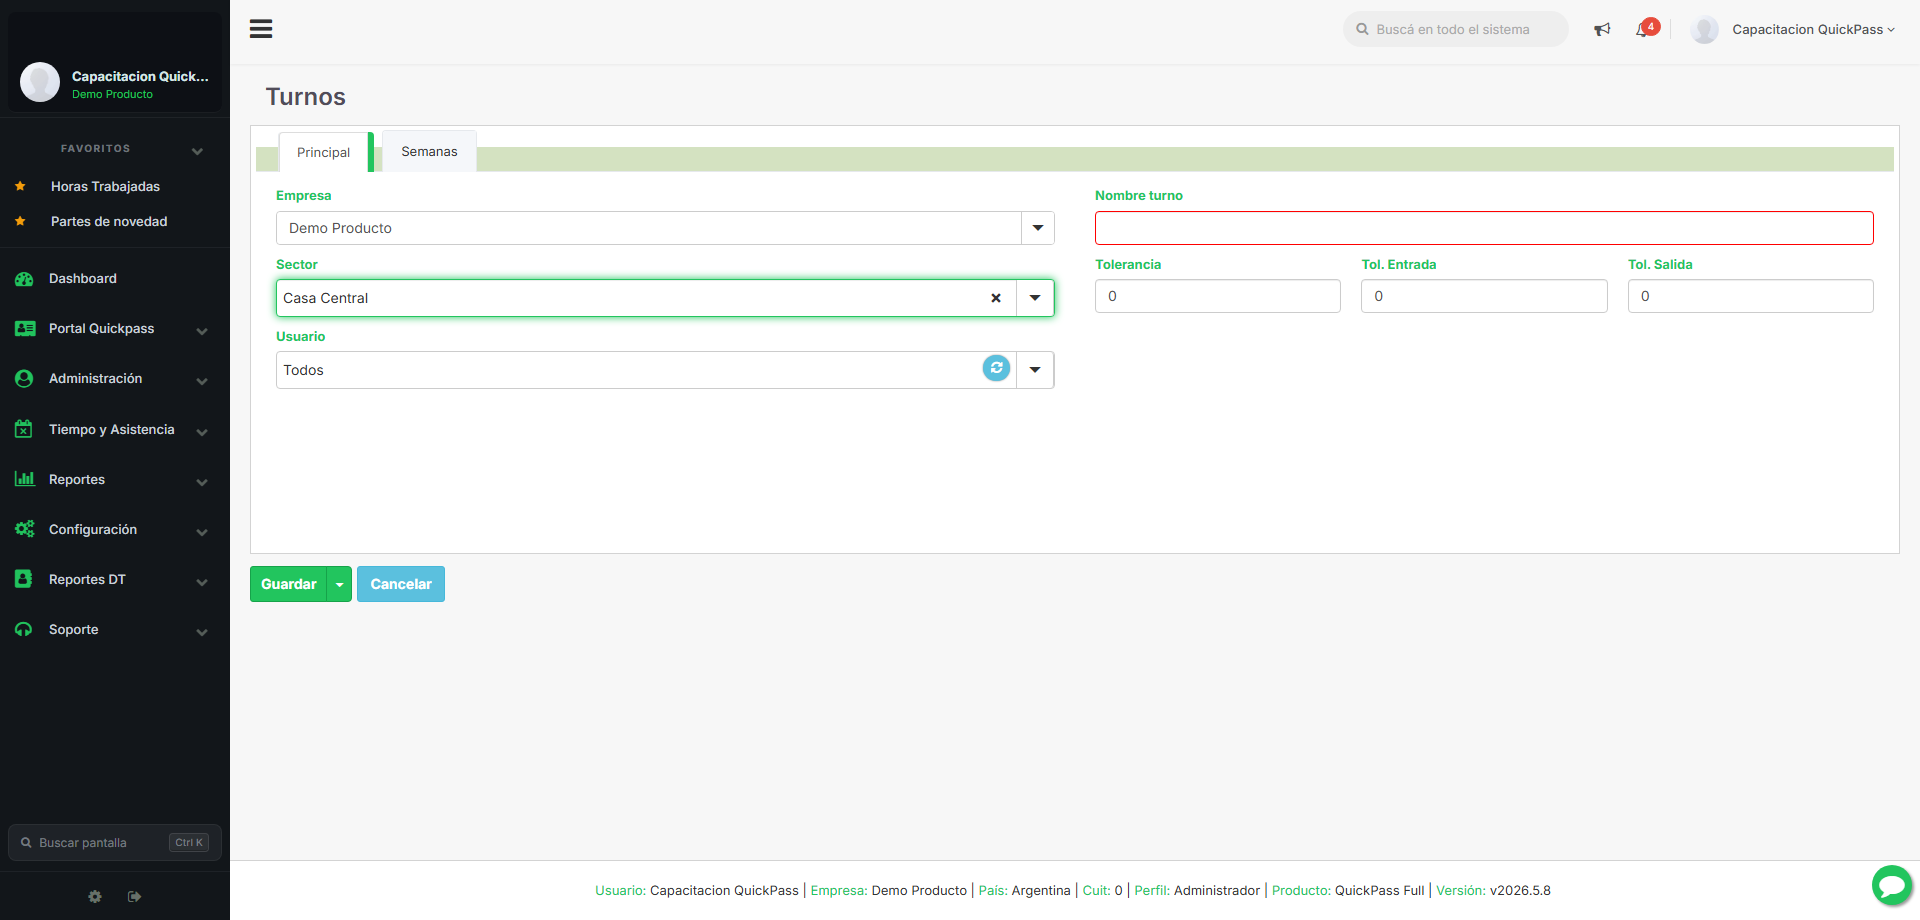 Capacitacion Quick...
Demo Producto
FAVORITOS
Horas Trabajadas
Partes de novedad
Dashboard
Portal Quickpass
Administración
Tiempo y Asistencia
Reportes
Configuración
Reportes DT
Soporte
Buscar pantalla
Ctrl K
Buscá en todo el sistema
4
Capacitacion QuickPass
Turnos
Principal
Semanas
Empresa
Demo Producto
Sector
Casa Central
Usuario
Todos
Nombre turno
Tolerancia Tol. Entrada Tol. Salida
0 0 0
Guardar
Cancelar
Usuario: Capacitacion QuickPass | Empresa: Demo Producto | País: Argentina | Cuit: 0 | Perfil: Administrador | Producto: QuickPass Full | Versión: v2026.5.8